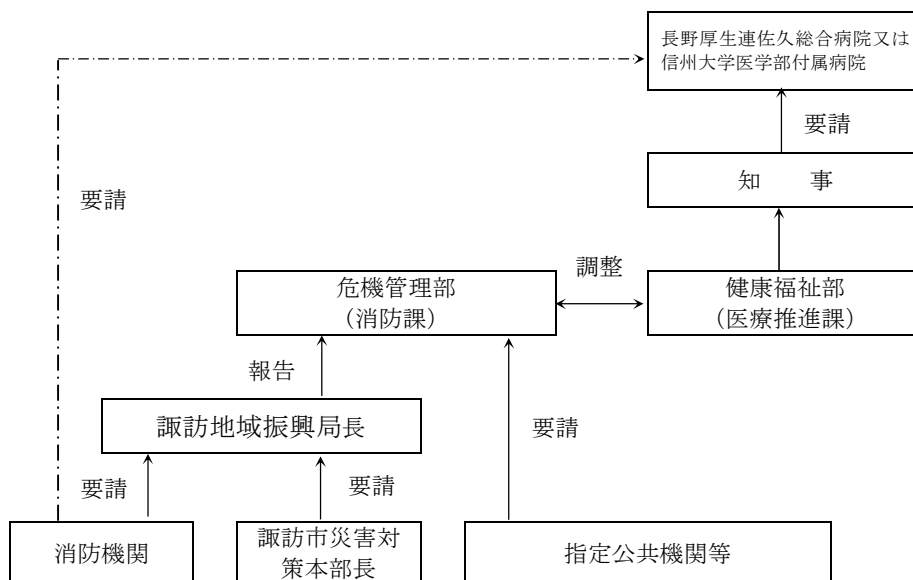 長野厚生連佐久総合病院又は
信州大学医学部付属病院
要請
知　　事
要請
調整
危機管理部
（消防課）
健康福祉部
（医療推進課）
報告
諏訪地域振興局長
要請
要請
要請
消防機関
諏訪市災害対
策本部長
指定公共機関等